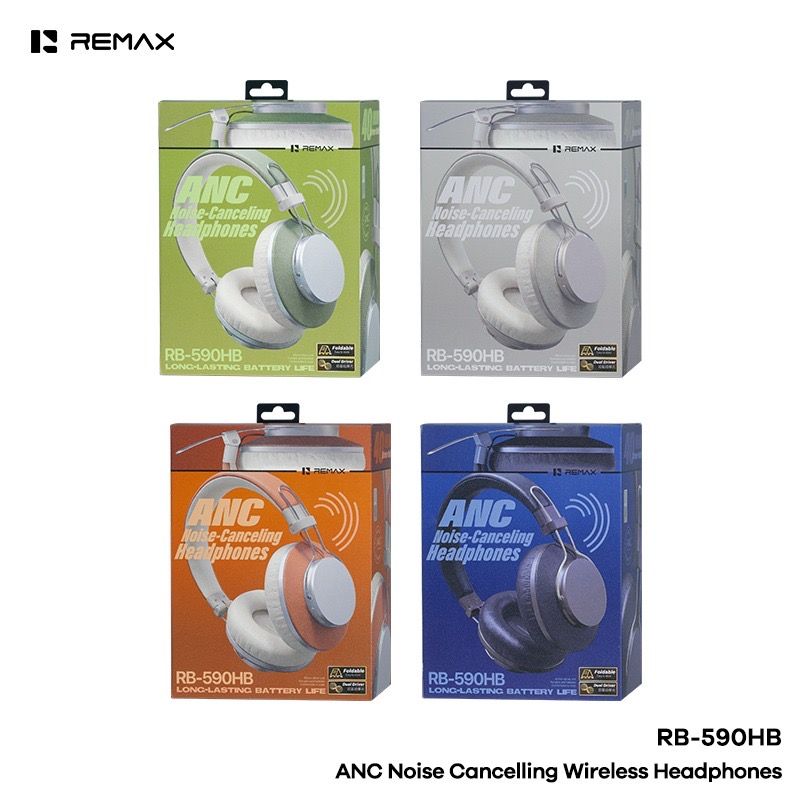 REMAX
40
REMAX
ANC
Noise-Canceling
Headphones
RB-590HB
LONG-LASTING BATTERY LIFE
Foldable
Dual Driver
REMAX
ANC
Noise-Canceling
Headphones
RB-590HB
LONG-LASTING BATTERY LIFE
Foldable
Dual Driver
REMAX
ANC
Noise-Canceling
Headphones
RB-590HB
LONG-LASTING BATTERY LIFE
Foldable
Dual Driver
REMAX
ANC
Noise-Canceling
Headphones
RB-590HB
LONG-LASTING BATTERY LIFE
Foldable
Dual Driver
RB-590HB
ANC Noise Cancelling Wireless Headphones